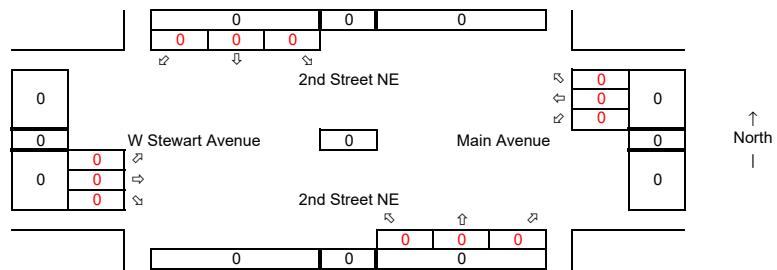 0 0 0
0 0 0
⬃ ⇩ ⬂
2nd Street NE
⬁ 0
0 ⇦ 0 0 ↑
⬃ 0
0 W Stewart Avenue 0 Main Avenue 0 North
0 ⬀ |
0 0 ⇨ 0
0 ⬂
2nd Street NE
⬁ ⇧ ⬀
0 0 0
0 0 0